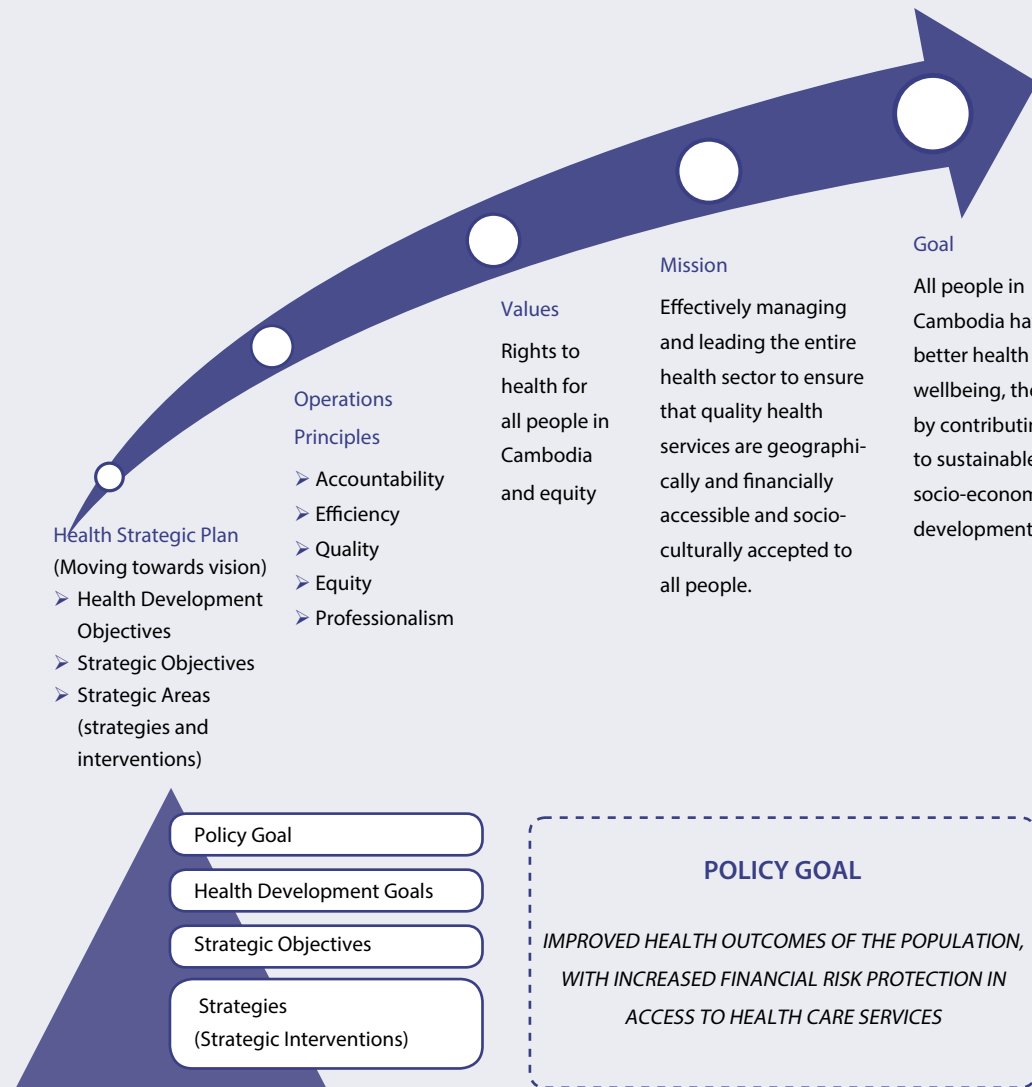 Health Strategic Plan
(Moving towards vision)
➢ Health Development
Objectives
➢ Strategic Objectives
➢ Strategic Areas
(strategies and
interventions)
Operations
Principles
➢ Accountability
➢ Efficiency
➢ Quality
➢ Equity
➢ Professionalism
Values
Rights to
health for
all people in
Cambodia
and equity
Mission
Effectively managing
and leading the entire
health sector to ensure
that quality health
services are geographi-
cally and financially
accessible and socio-
culturally accepted to
all people.
Goal
All people in
Cambodia
better health
wellbeing,
by
to
development
Policy Goal
Health Development Goals
Strategic Objectives
Strategies
(Strategic Interventions)
POLICY GOAL
IMPROVED HEALTH OUTCOMES OF THE POPULATION,
WITH INCREASED FINANCIAL RISK PROTECTION IN
ACCESS TO HEALTH CARE SERVICES